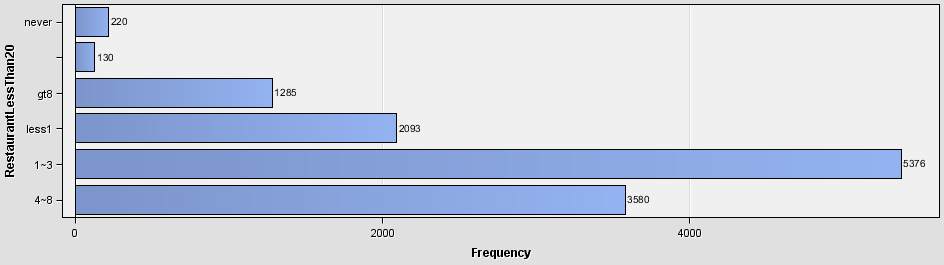 RestaurantLessThan20
never
220
130
gt8
1285
less1
2093
1~3
5376
4~8
3580
0
2000
4000
Frequency